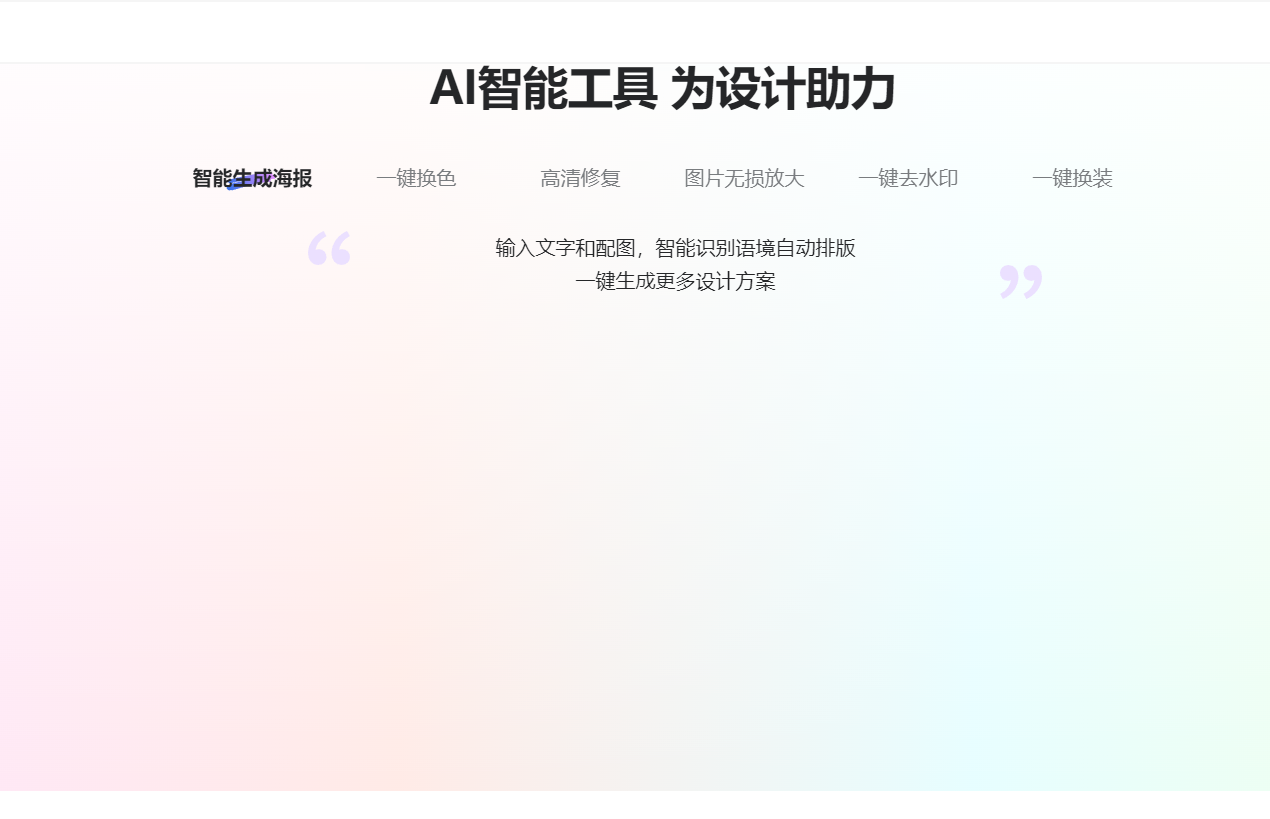 AI智能工具 为设计助力
智能生成海报 一键换色 高清修复 图片无损放大 一键去水印 一键换装
“ 输入文字和配图，智能识别语境自动排版
一键生成更多设计方案 ”